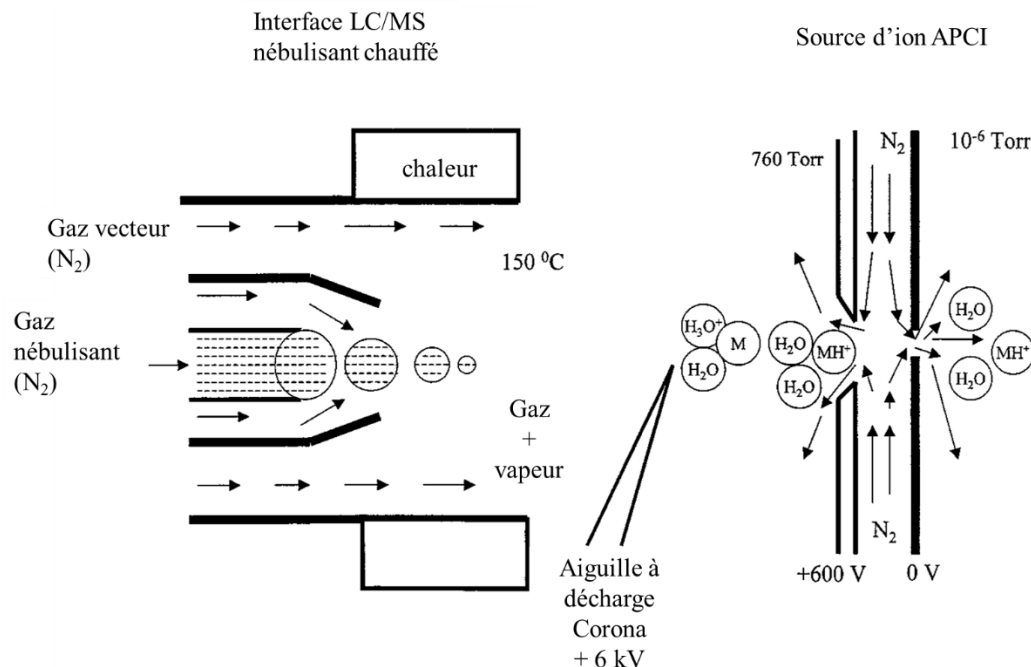 Interface LC/MS
nébulisant chauffé
Source d'ion APCI
chaleur
Gaz vecteur
(N2)
150 ⁰C
Gaz
nébulisant
(N2)
Gaz
+
vapeur
760 Torr
N2
10-6 Torr
H3O+
M
H2O
H2O
MH+
H2O
H2O
MH+
H2O
N2
+600 V
0 V
Aiguille à
décharge
Corona
+ 6 kV